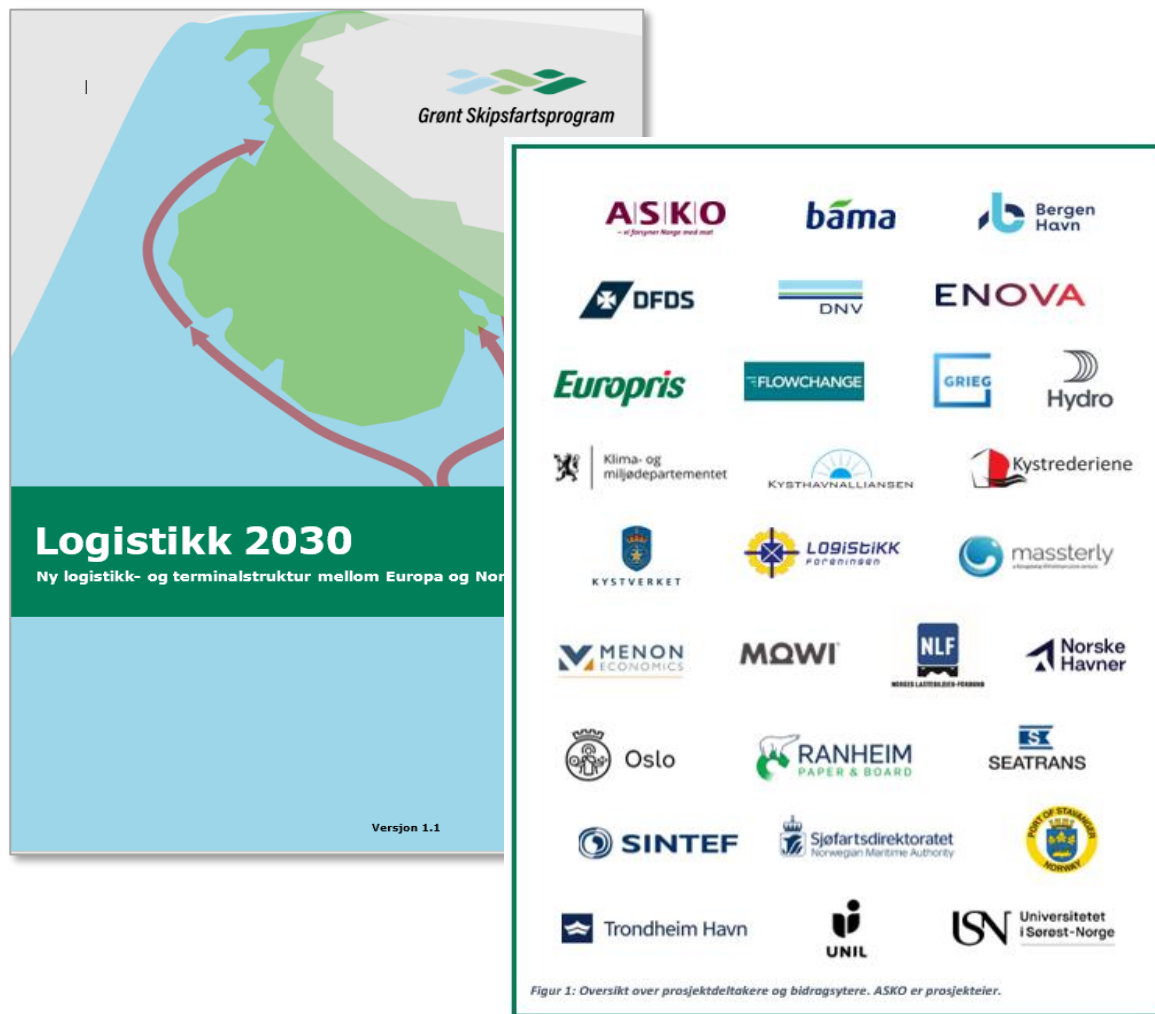 Grønt Skipsfartsprogram
Logistikk 2030
Ny logistikk- og terminalstruktur mellom Europa og Nor
Versjon 1.1
ASKO
– vi forsyner Norge med mat
bama
Bergen
Havn
DFDS
DNV
ENOVA
Europris
FLOWCHANGE
GRIEG
Hydro
Klima- og
miljødepartementet
KYSTHAVNALLIANSEN
Kystrederiene
KYSTVERKET
LOGISTIKK
FORENINGEN
massterly
MENON
ECONOMICS
MOWI
NLF
NORGES LASTEBILEIER-FORBUND
Norske
Havner
Oslo
RANHEIM
PAPER & BOARD
S
SEATRANS
SINTEF
Sjøfartsdirektoratet
Norwegian Maritime Authority
PORT OF STAVANGER
NORWAY
Trondheim Havn
UNIL
USN
Universitetet
i Sørøst-Norge
Figur 1: Oversikt over prosjektdeltakere og bidragsytere. ASKO er prosjekteier.